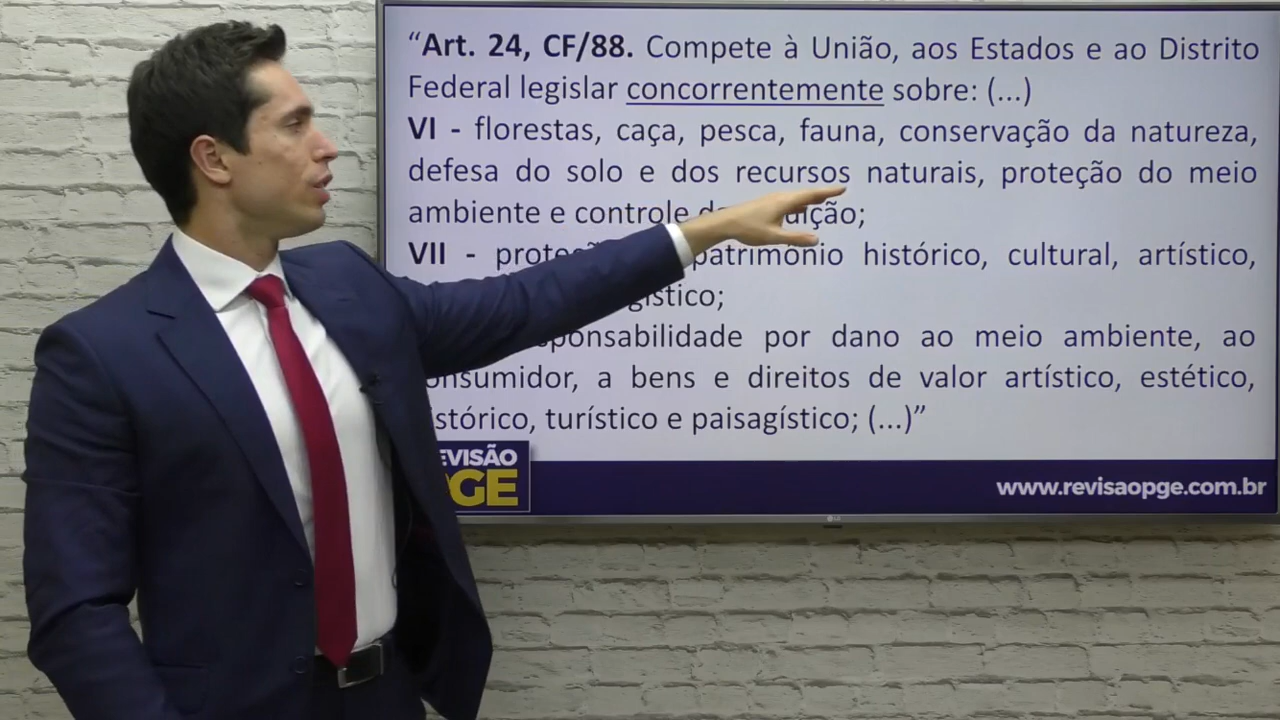 “Art. 24, CF/88. Compete à União, aos Estados e ao Distrito
Federal legislar concorrentemente sobre: (...)
VI - florestas, caça, pesca, fauna, conservação da natureza,
defesa do solo e dos recursos naturais, proteção do meio
ambiente e controle
VII - patrimônio histórico, cultural, artístico,
por dano ao meio ambiente, ao
a bens e direitos de valor artístico, estético,
turístico e paisagístico; (...)”
www.revisaopge.com.br
LG